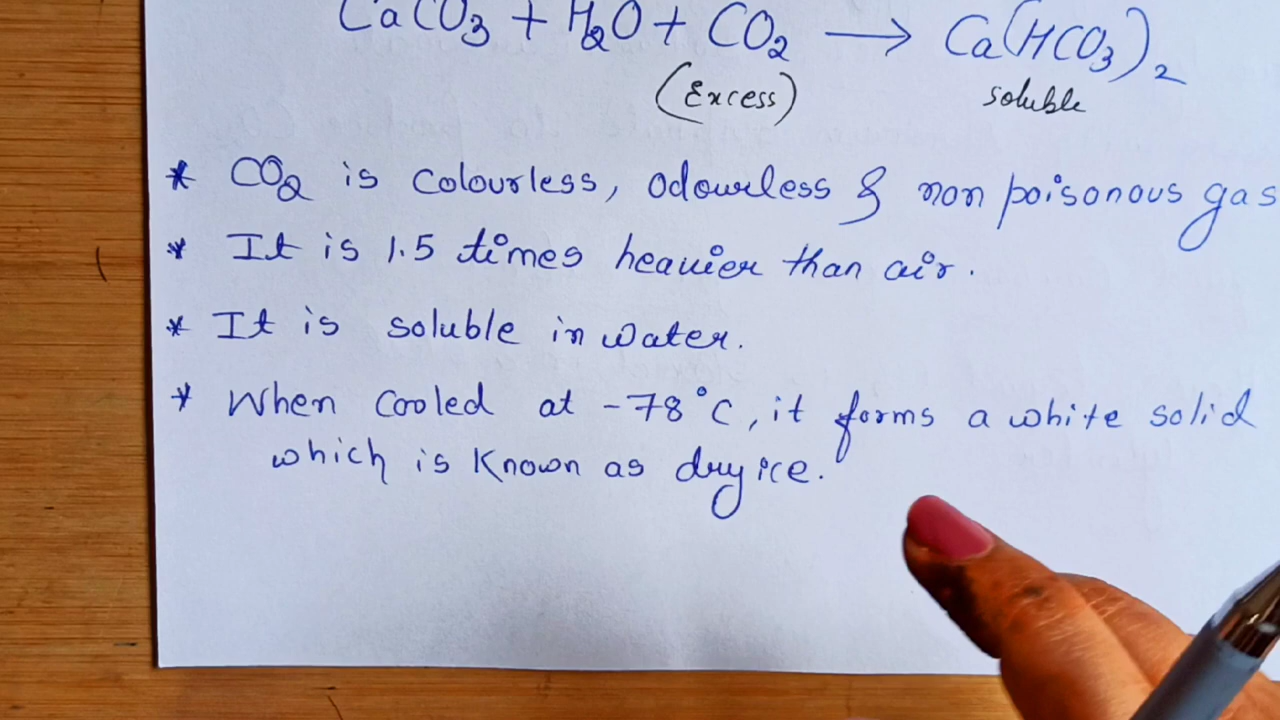 CaCO3 + H2O + CO2 → Ca(HCO3)2
(Excess) soluble
* CO2 is colourless, odourless & non poisonous gas
* It is 1.5 times heavier than air.
* It is soluble in water.
* When cooled at -78°C, it forms a white solid
which is known as dry ice.